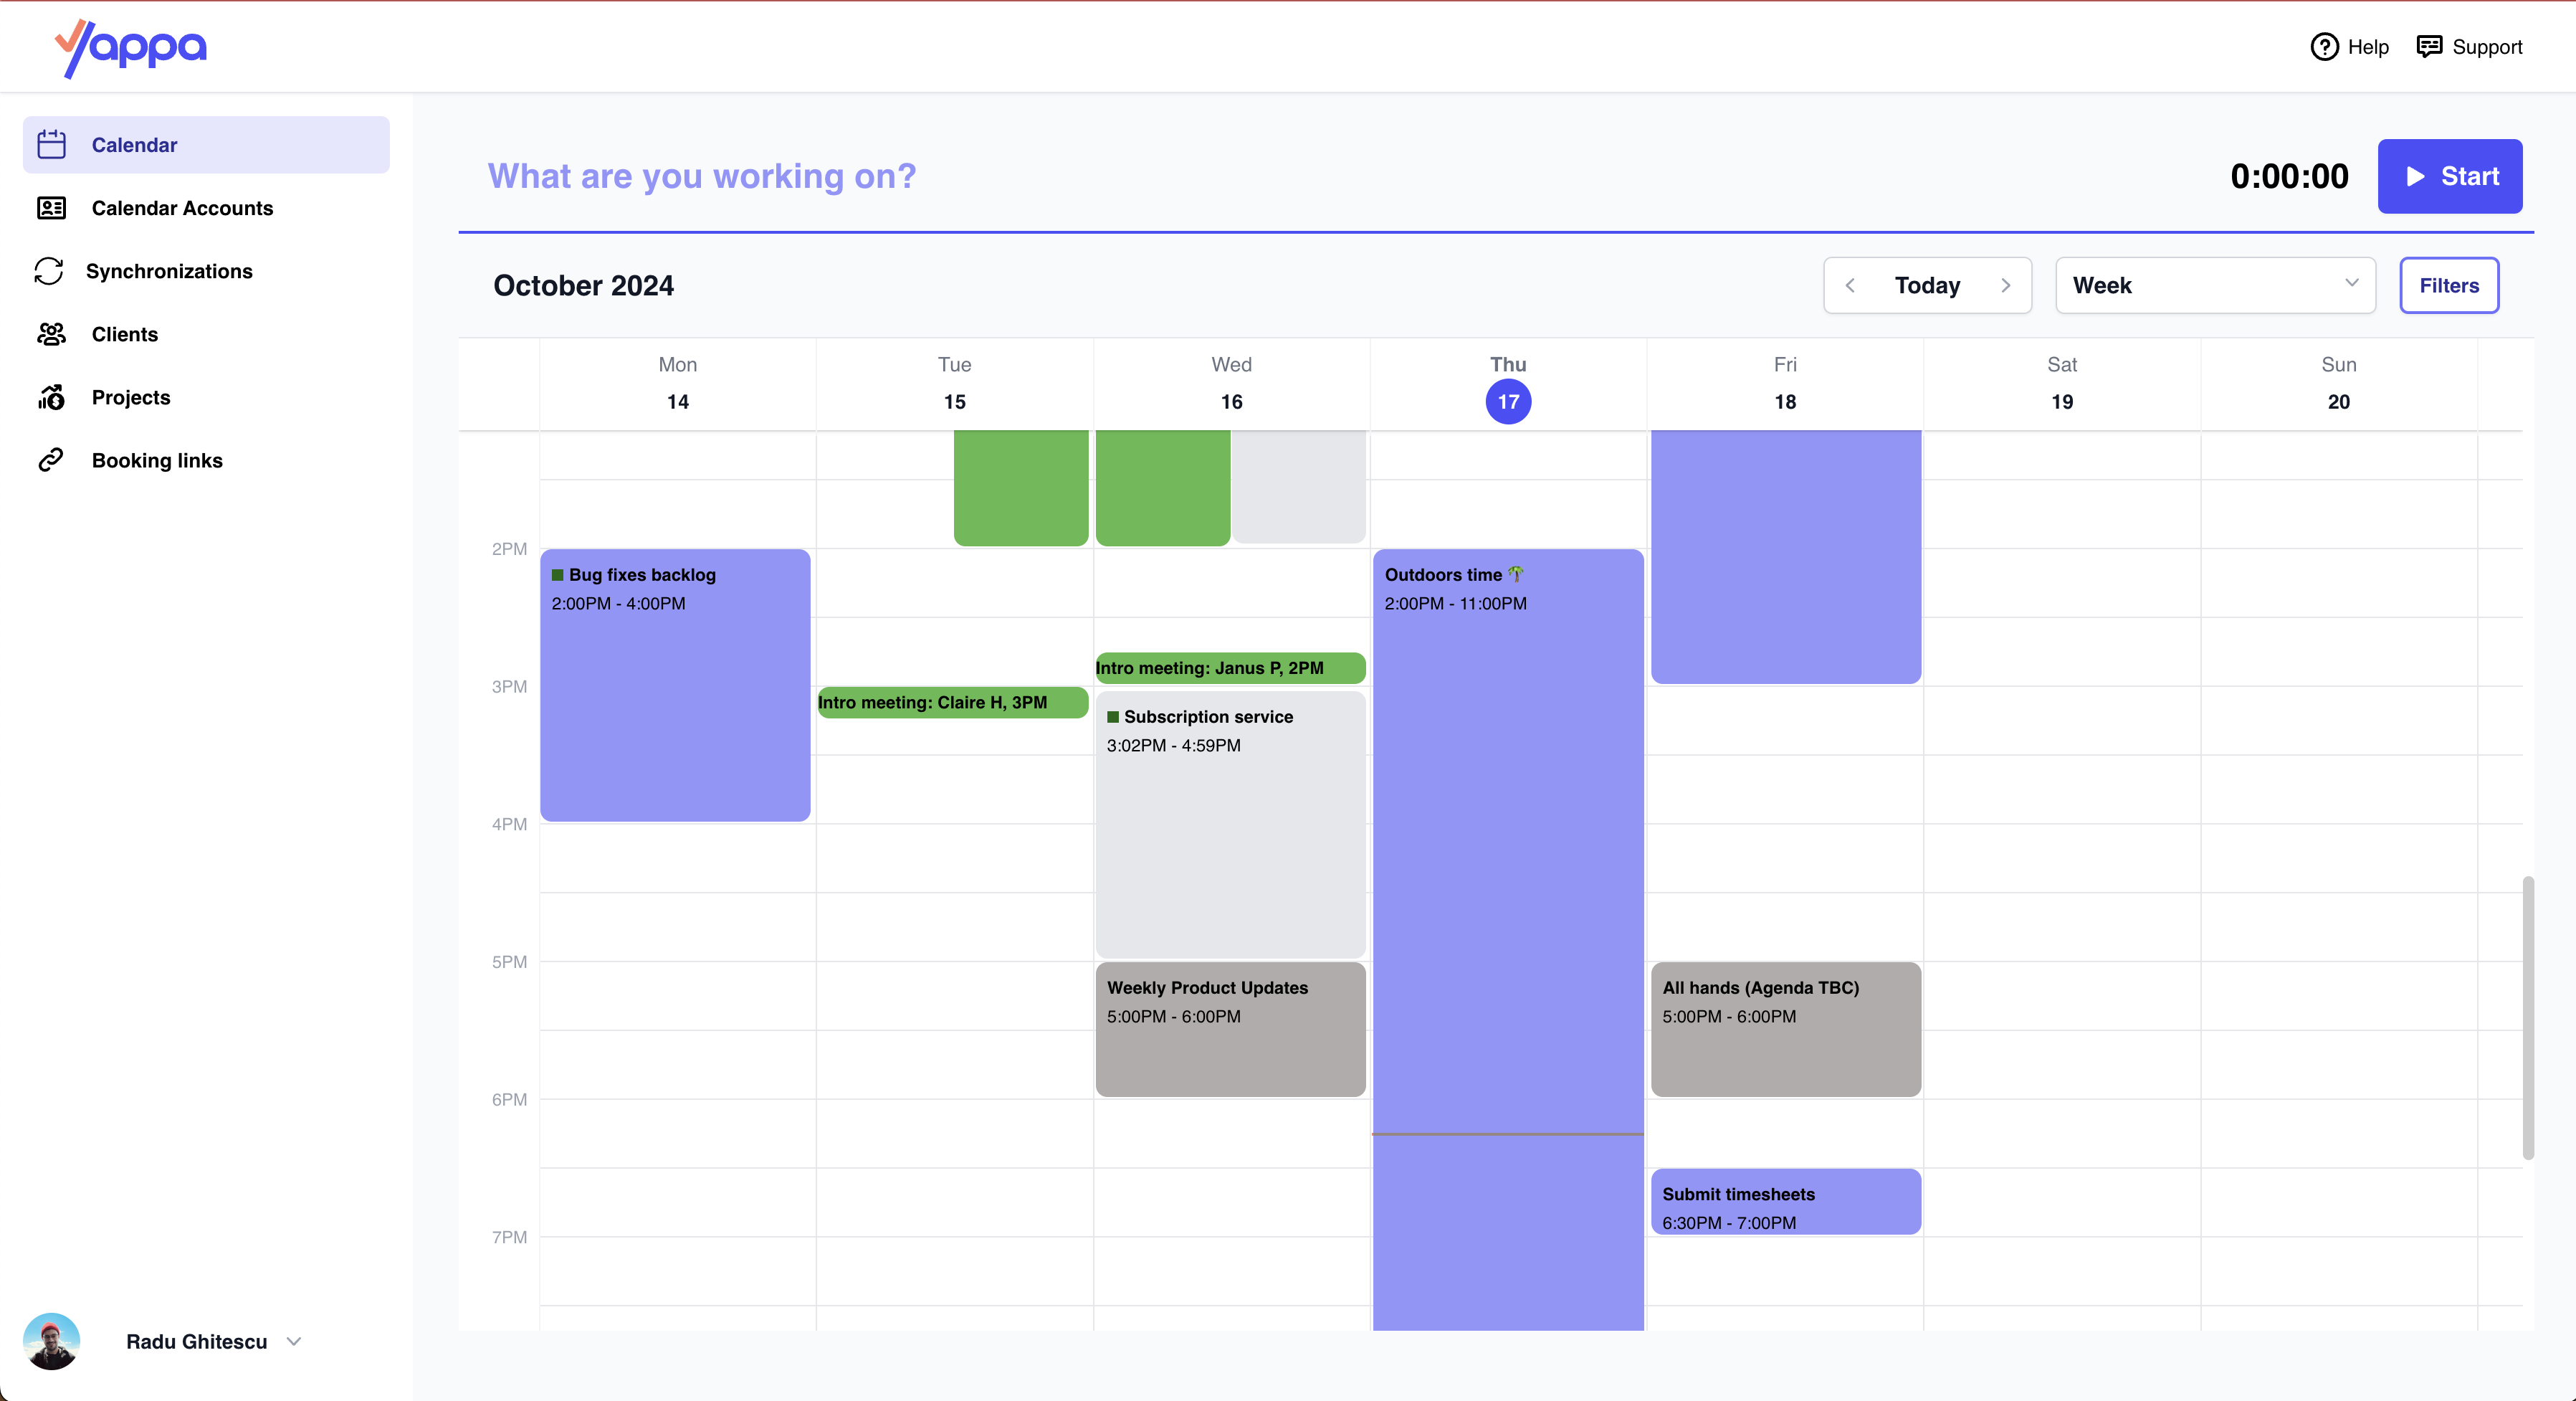 Yappa
Help
Support
Calendar
Calendar Accounts
Synchronizations
Clients
Projects
Booking links
What are you working on?
0:00:00
Start
October 2024
Today
Week
Filters
Mon
Tue
Wed
Thu
Fri
Sat
Sun
14
15
16
17
18
19
20
2PM
3PM
4PM
5PM
6PM
7PM
Bug fixes backlog
2:00PM - 4:00PM
Intro meeting: Claire H, 3PM
Intro meeting: Janus P, 2PM
Subscription service
3:02PM - 4:59PM
Weekly Product Updates
5:00PM - 6:00PM
Outdoors time 🌴
2:00PM - 11:00PM
All hands (Agenda TBC)
5:00PM - 6:00PM
Submit timesheets
6:30PM - 7:00PM
Radu Ghitescu